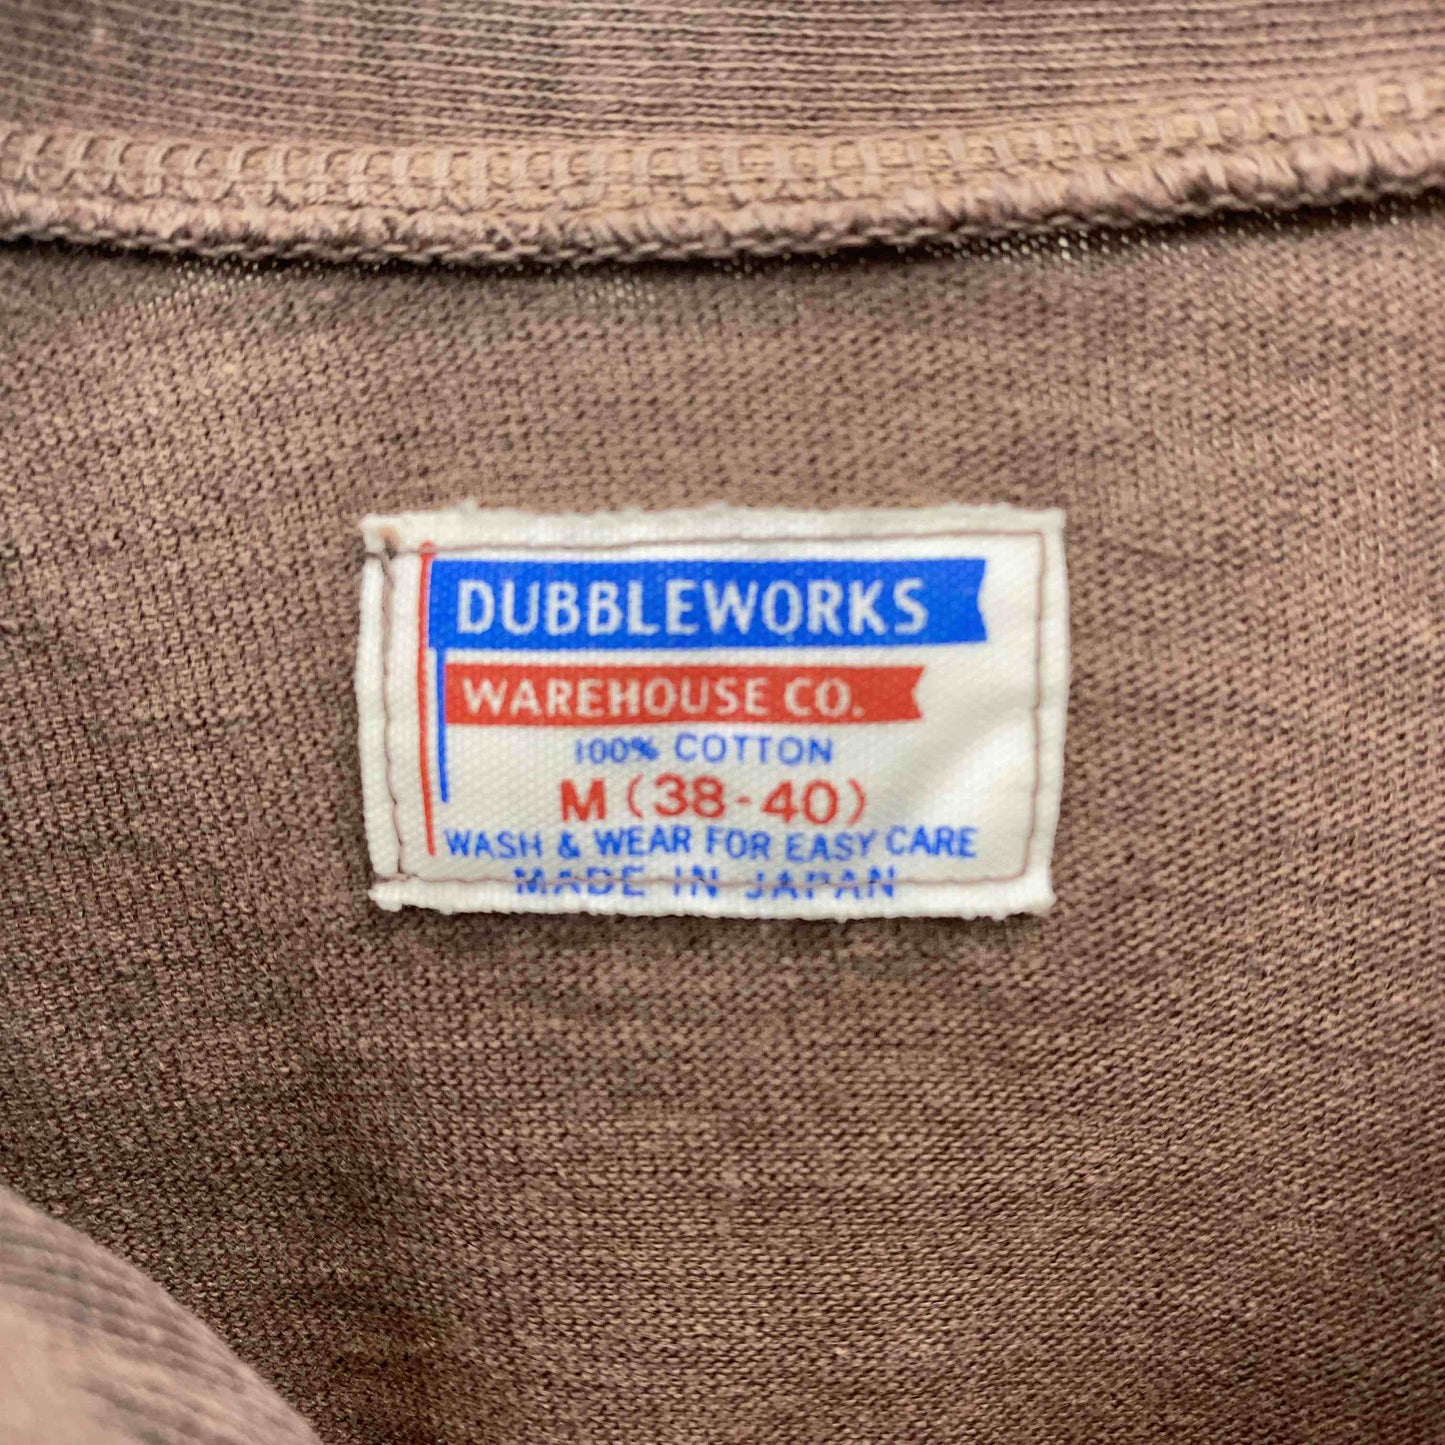 DUBBLEWORKS
WAREHOUSE CO.
100% COTTON
M (38-40)
WASH & WEAR FOR EASY CARE
MADE IN JAPAN